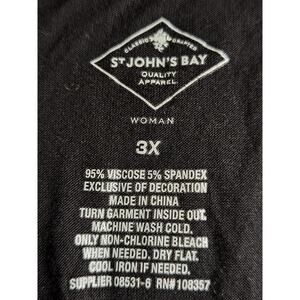 CLASSIC CRAFTED
ST JOHN'S BAY
QUALITY
APPAREL
WOMAN
3X
95% VISCOSE 5% SPANDEX
EXCLUSIVE OF DECORATION
MADE IN CHINA
TURN GARMENT INSIDE OUT.
MACHINE WASH COLD,
ONLY NON-CHLORINE BLEACH
WHEN NEEDED. DRY FLAT.
COOL IRON IF NEEDED.
SUPPLIER 08531-6 RN# 108357